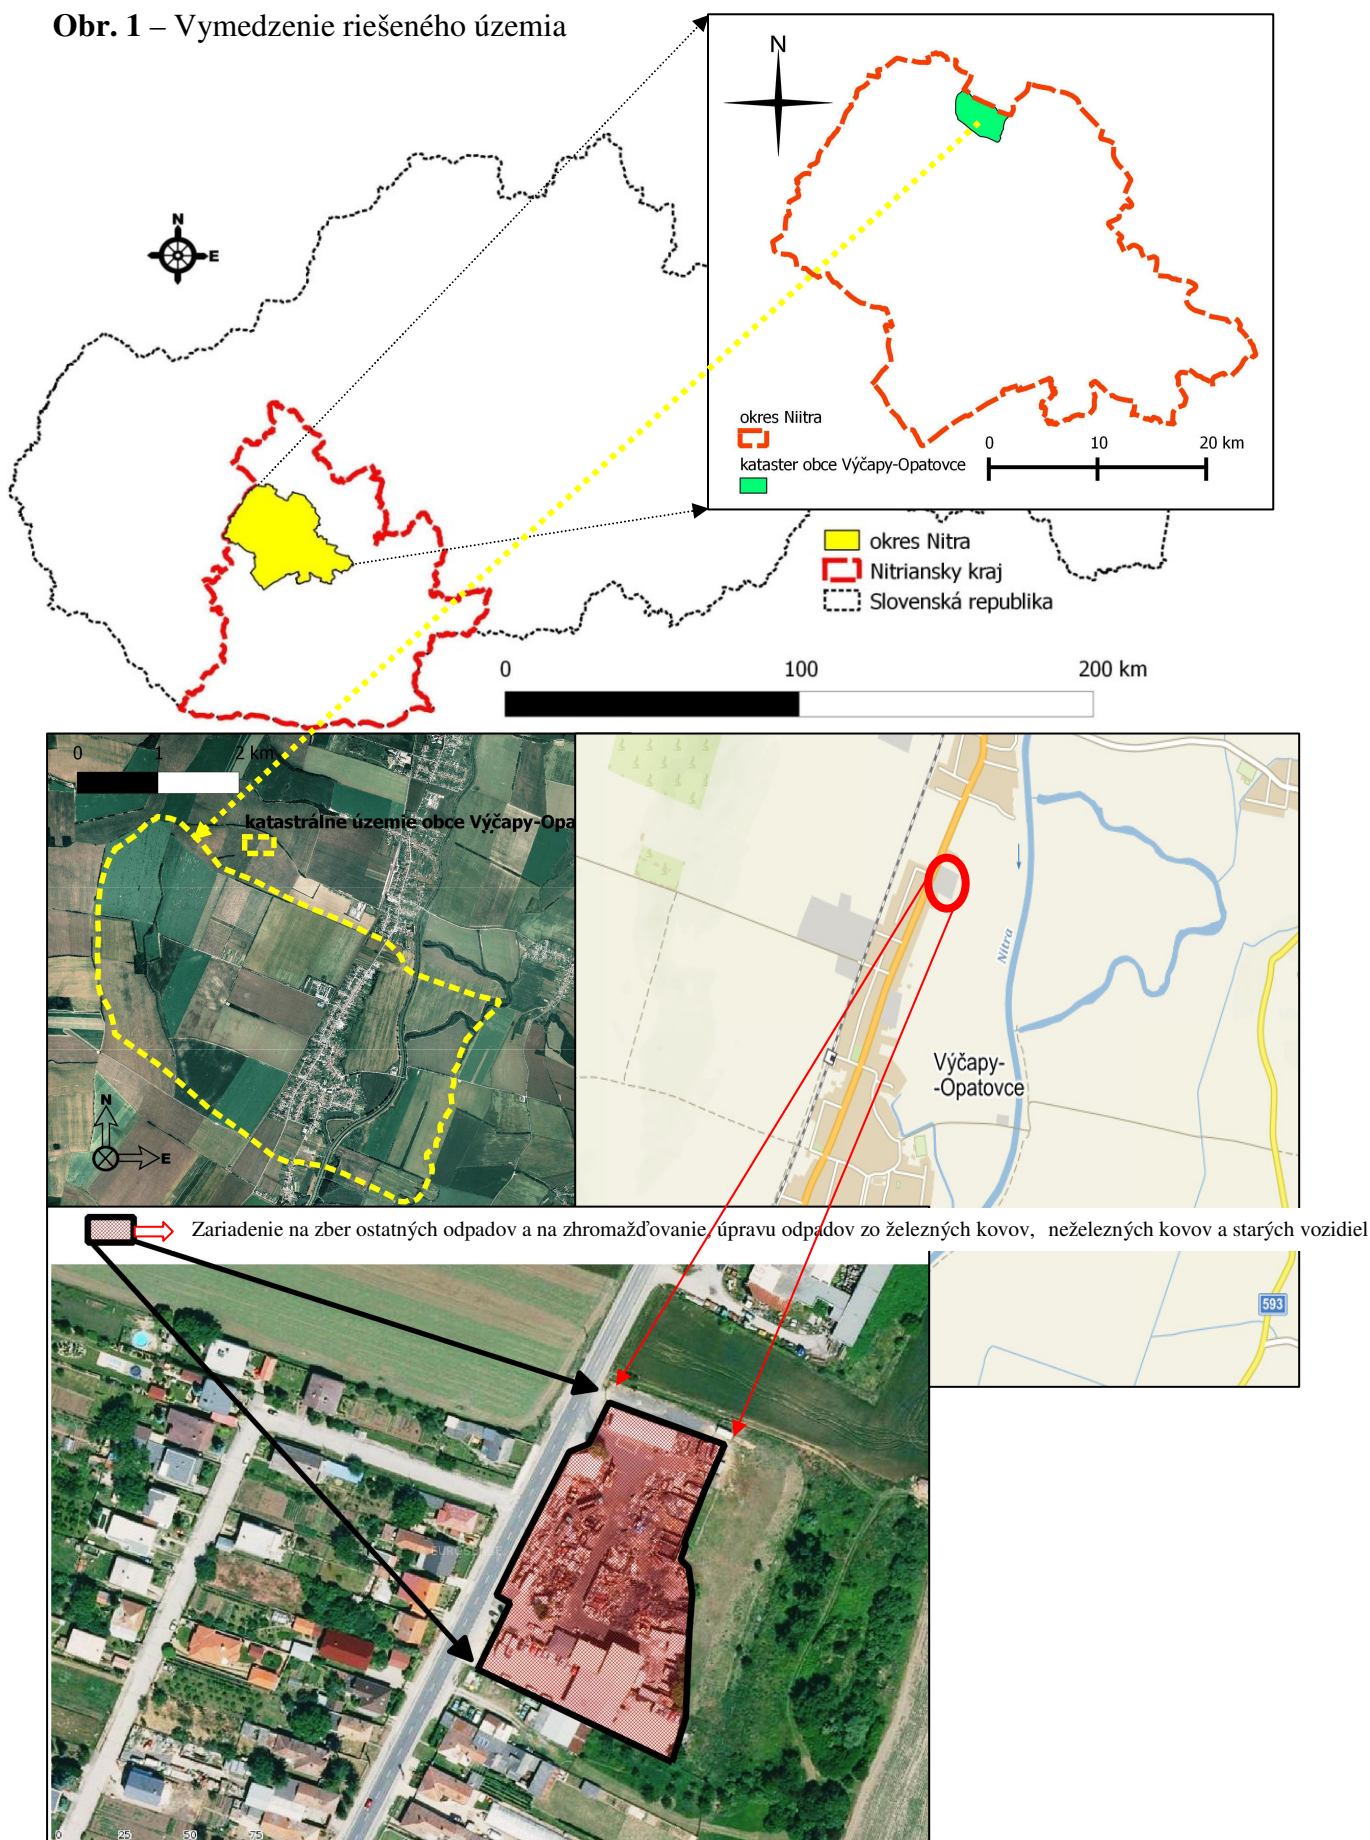 Obr. 1 – Vymedzenie riešeného územia
N
okres Niitra
kataster obce Výčapy-Opatovce
0 10 20 km
N
E
okres Nitra
Nitriansky kraj
Slovenská republika
0 100 200 km
0 1 2 km
katastrálne územie obce Výčapy-Opa
N
E
Nitra
Výčapy-
-Opatovce
Zariadenie na zber ostatných odpadov a na zhromažďovanie, úpravu odpadov zo železných kovov, neželezných kovov a starých vozidiel
593
EUROSENSE
0 25 50 75